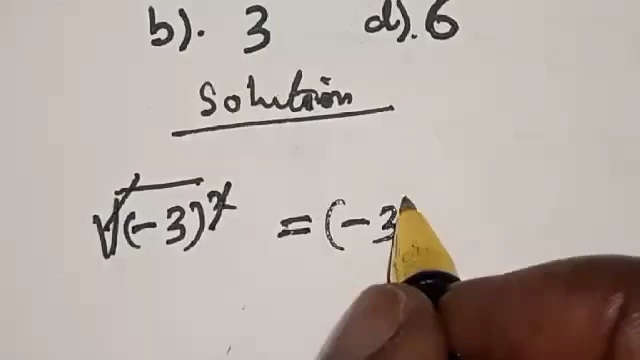 b). 3 d). 6
Solution
√(-3)² = (-3